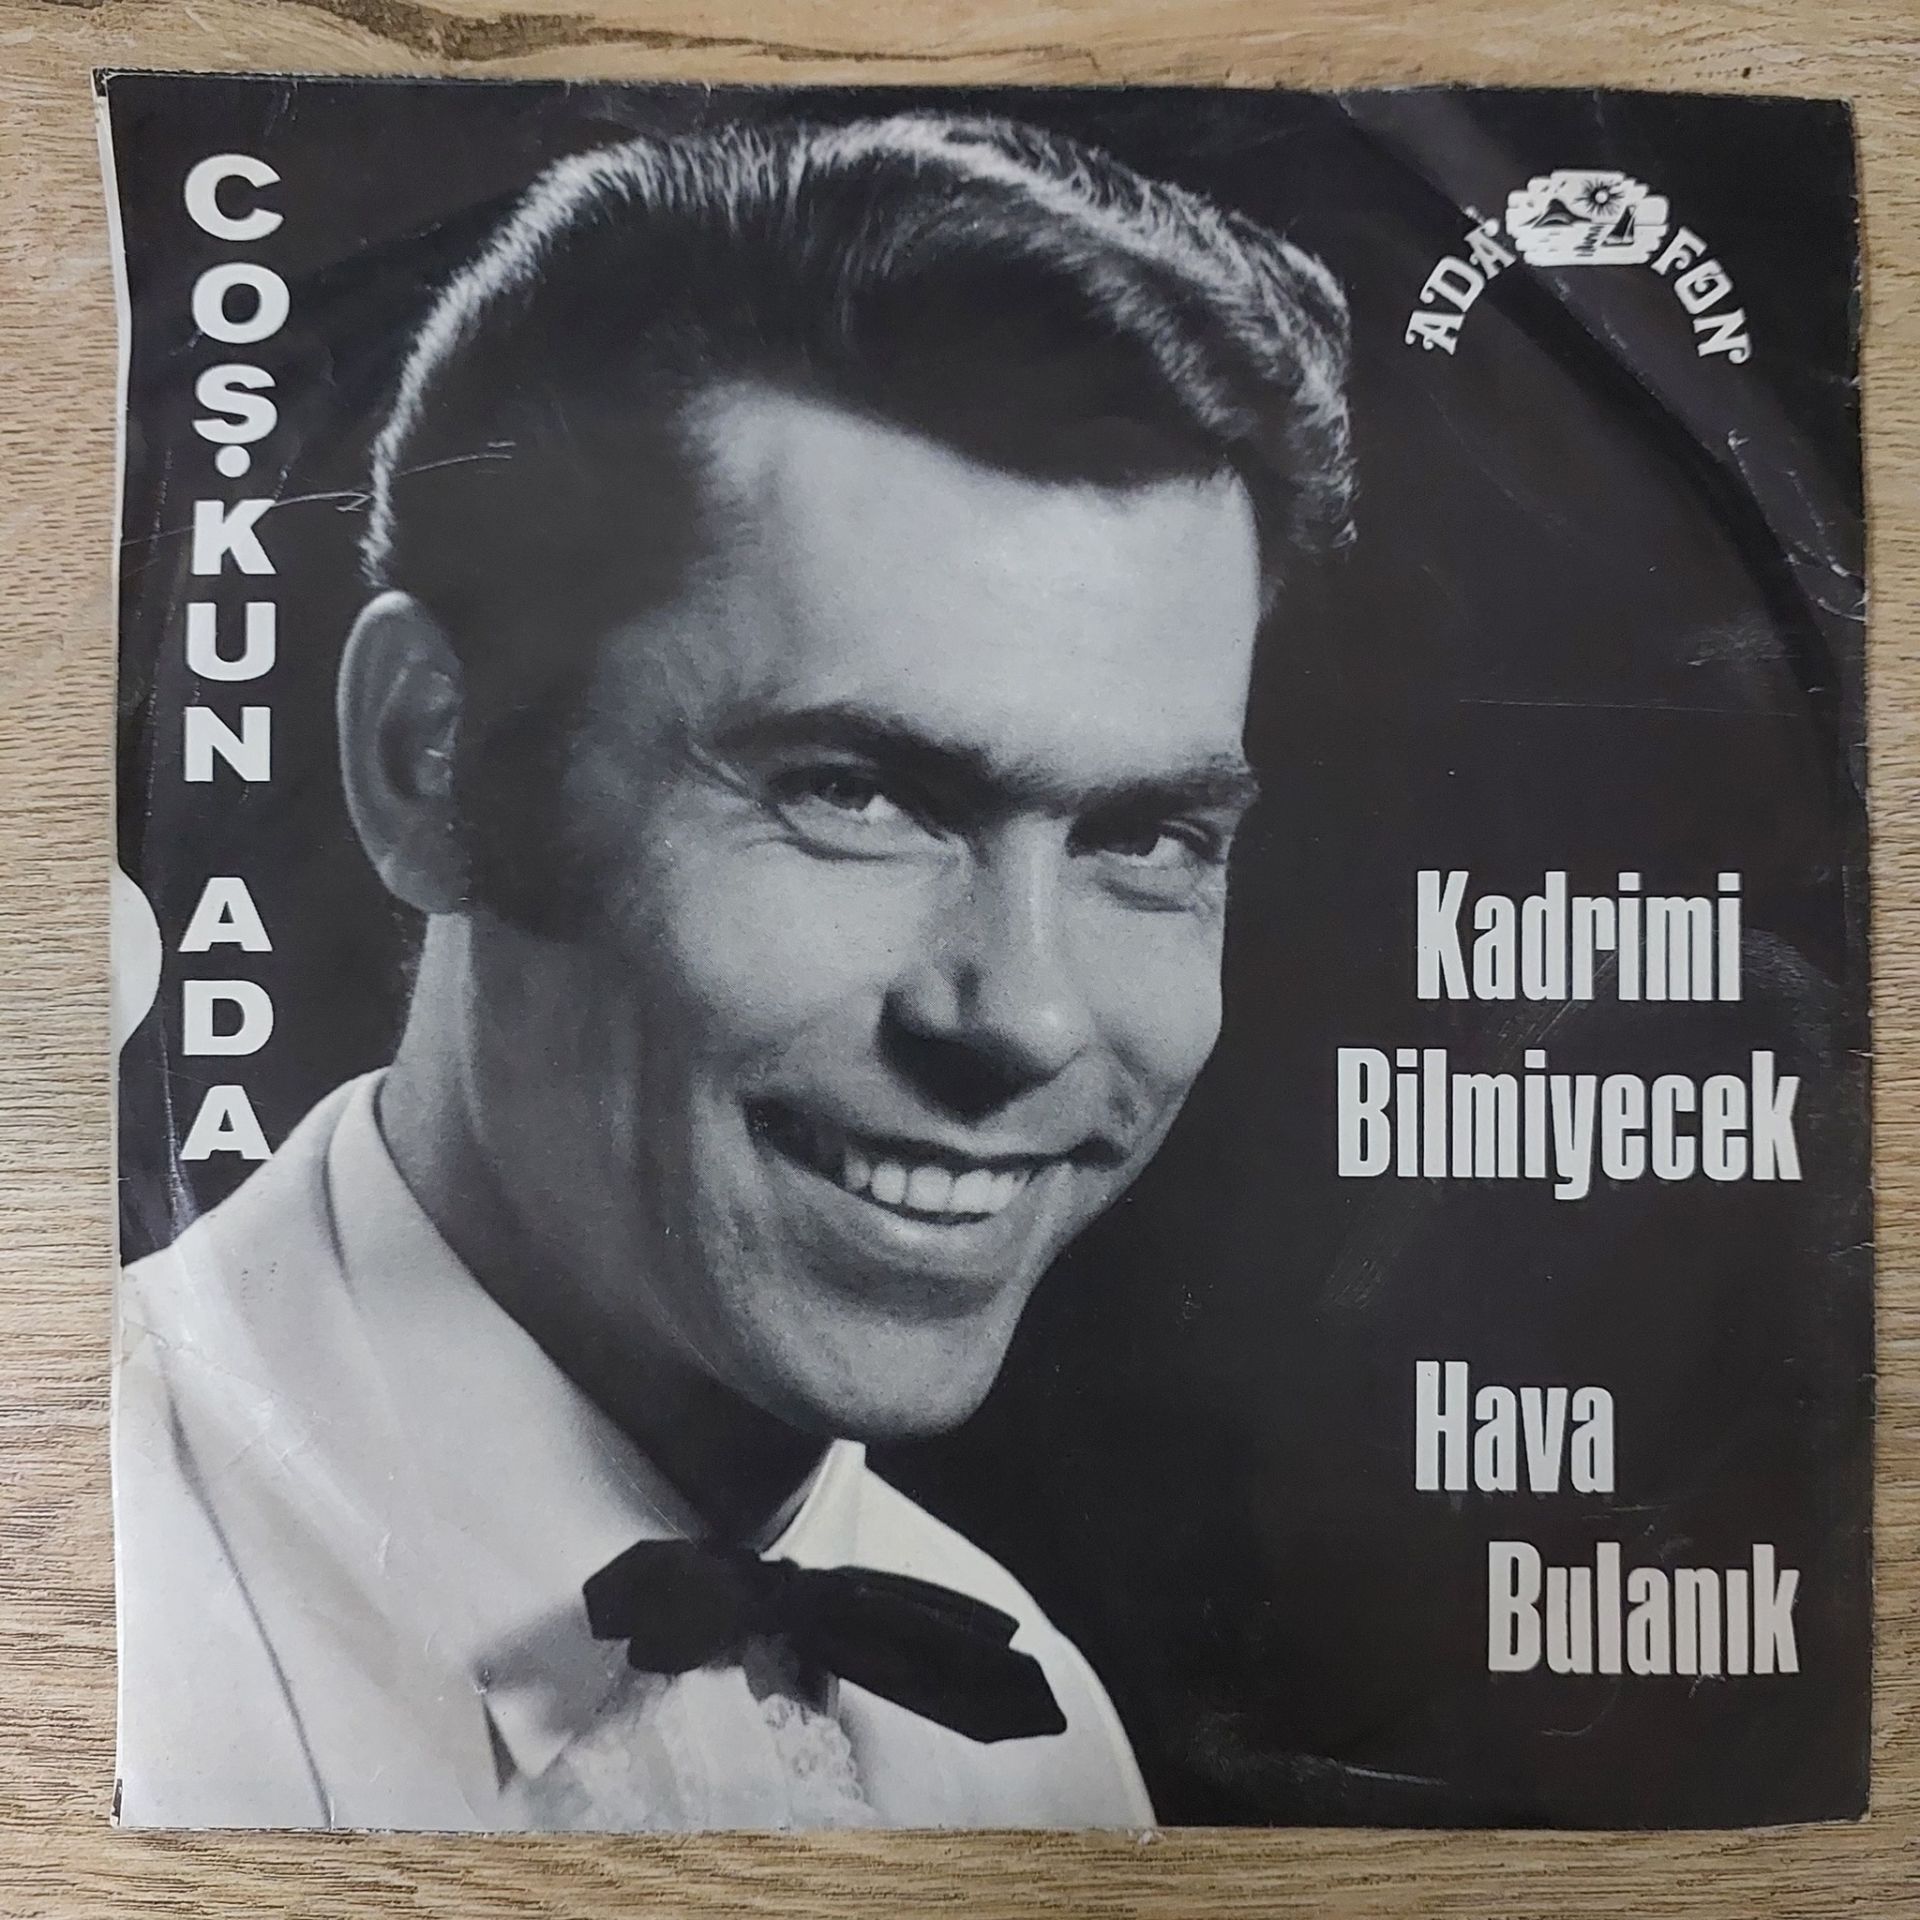 COŞKUN ADA
ADA FON
Kadrimi
Bilmiyecek
Hava
Bulanık